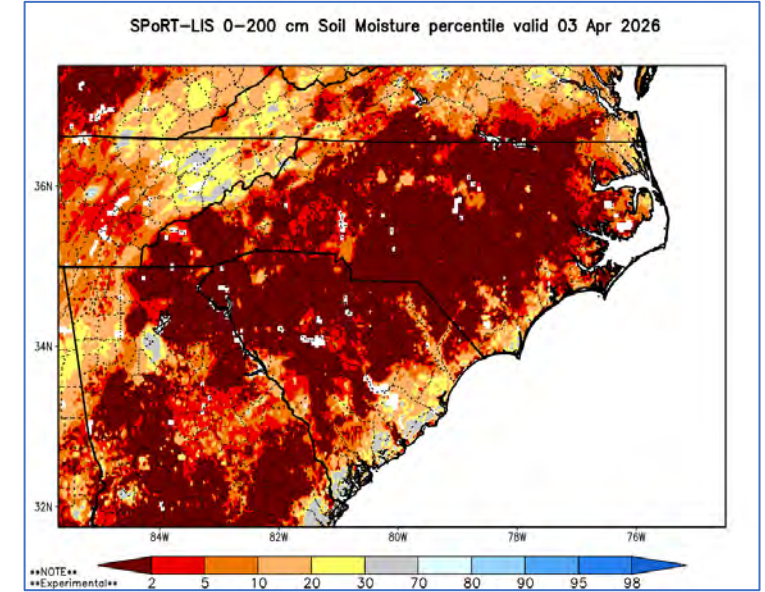 SPoRT-LIS 0-200 cm Soil Moisture percentile valid 03 Apr 2026
36N
34N
32N
84W 82W 80W 78W 76W
**NOTE**
**Experimental**
2 5 10 20 30 70 80 90 95 98